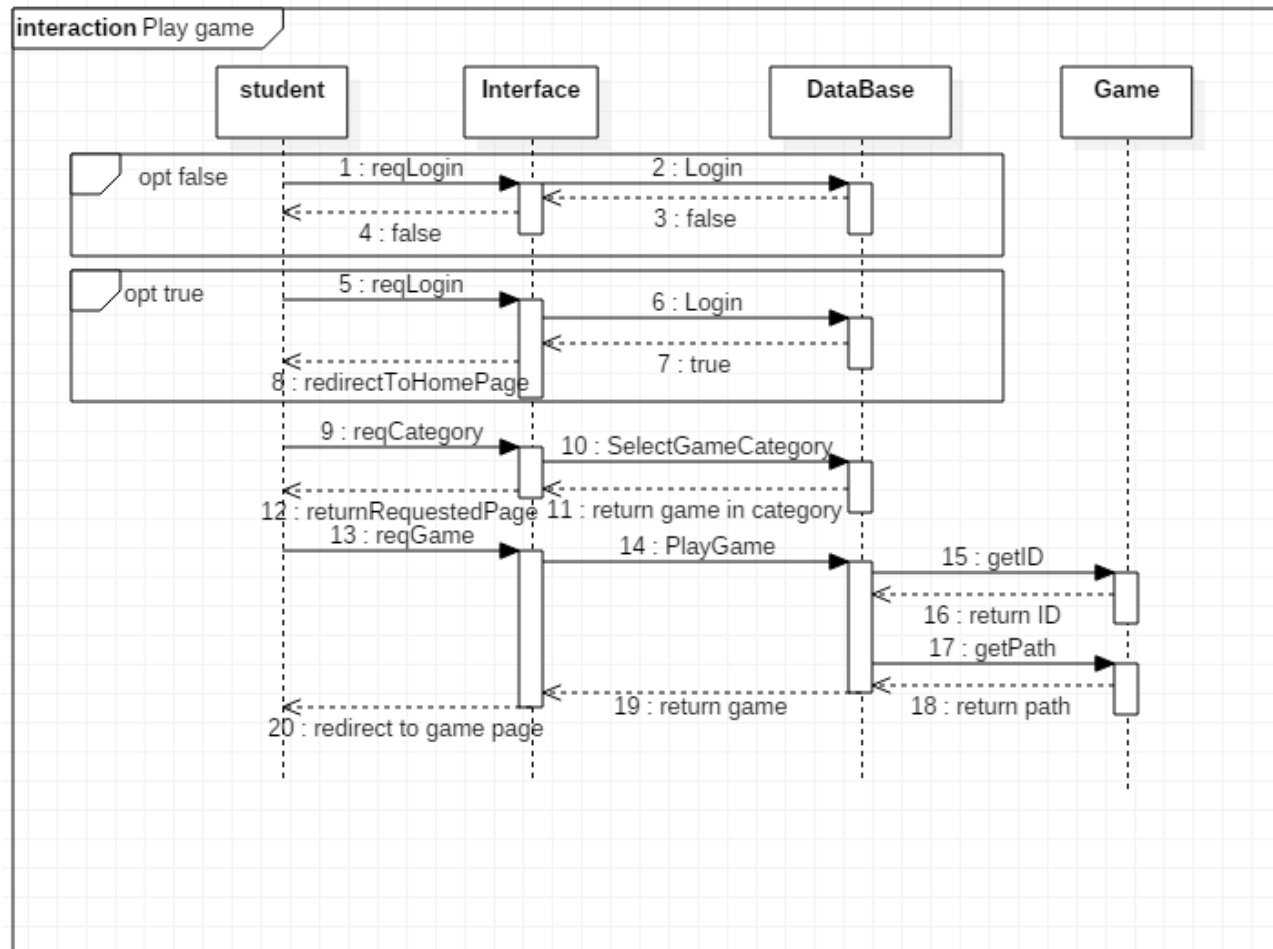 interaction Play game
student
Interface
DataBase
Game
opt false
1 : reqLogin
2 : Login
3 : false
4 : false
opt true
5 : reqLogin
6 : Login
7 : true
8 : redirectToHomePage
9 : reqCategory
10 : SelectGameCategory
11 : return game in category
12 : returnRequestedPage
13 : reqGame
14 : PlayGame
15 : getID
16 : return ID
17 : getPath
18 : return path
19 : return game
20 : redirect to game page